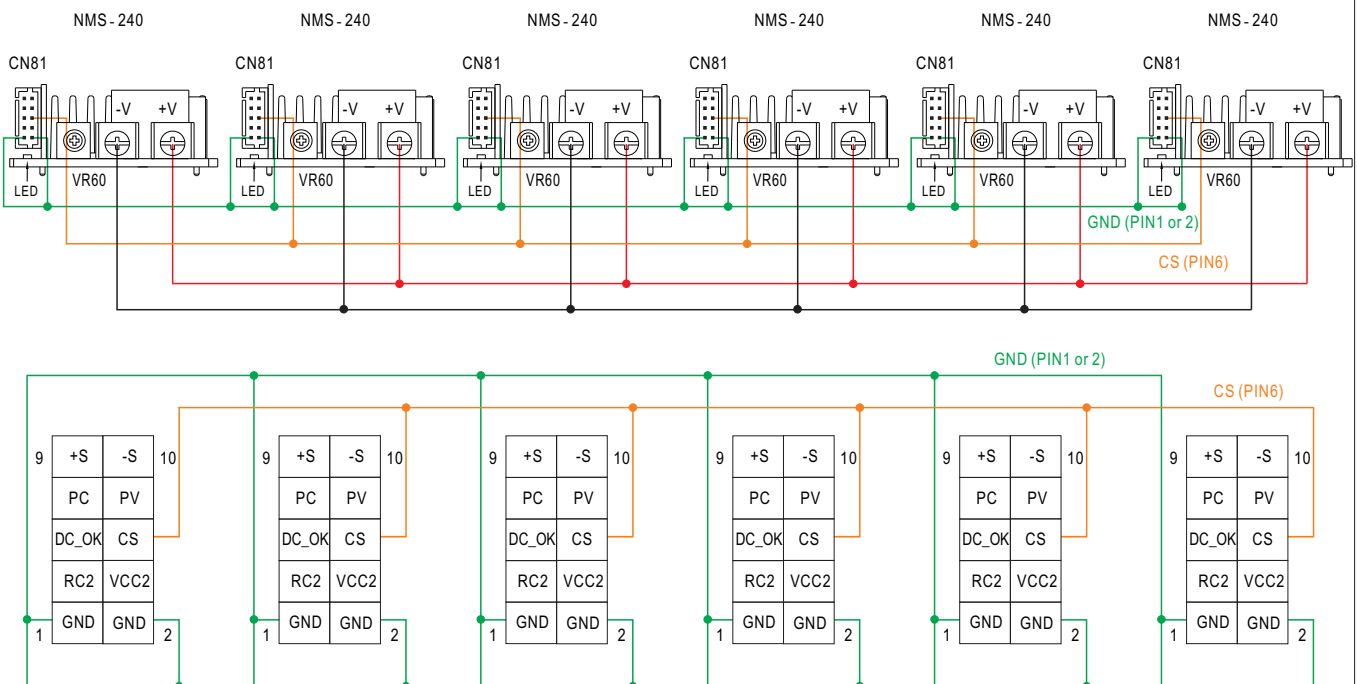 NMS-240 NMS-240 NMS-240 NMS-240 NMS-240 NMS-240
CN81 CN81 CN81 CN81 CN81 CN81
-V +V -V +V -V +V -V +V -V +V -V +V
LED VR60 LED VR60 LED VR60 LED VR60 LED VR60 LED VR60
GND (PIN1 or 2)
CS (PIN6)
GND (PIN1 or 2)
CS (PIN6)
9 +S -S 10 9 +S -S 10 9 +S -S 10 9 +S -S 10 9 +S -S 10 9 +S -S 10
PC PV PC PV PC PV PC PV PC PV PC PV
DC_OK CS DC_OK CS DC_OK CS DC_OK CS DC_OK CS DC_OK CS
RC2 VCC2 RC2 VCC2 RC2 VCC2 RC2 VCC2 RC2 VCC2 RC2 VCC2
1 GND GND 2 1 GND GND 2 1 GND GND 2 1 GND GND 2 1 GND GND 2 1 GND GND 2